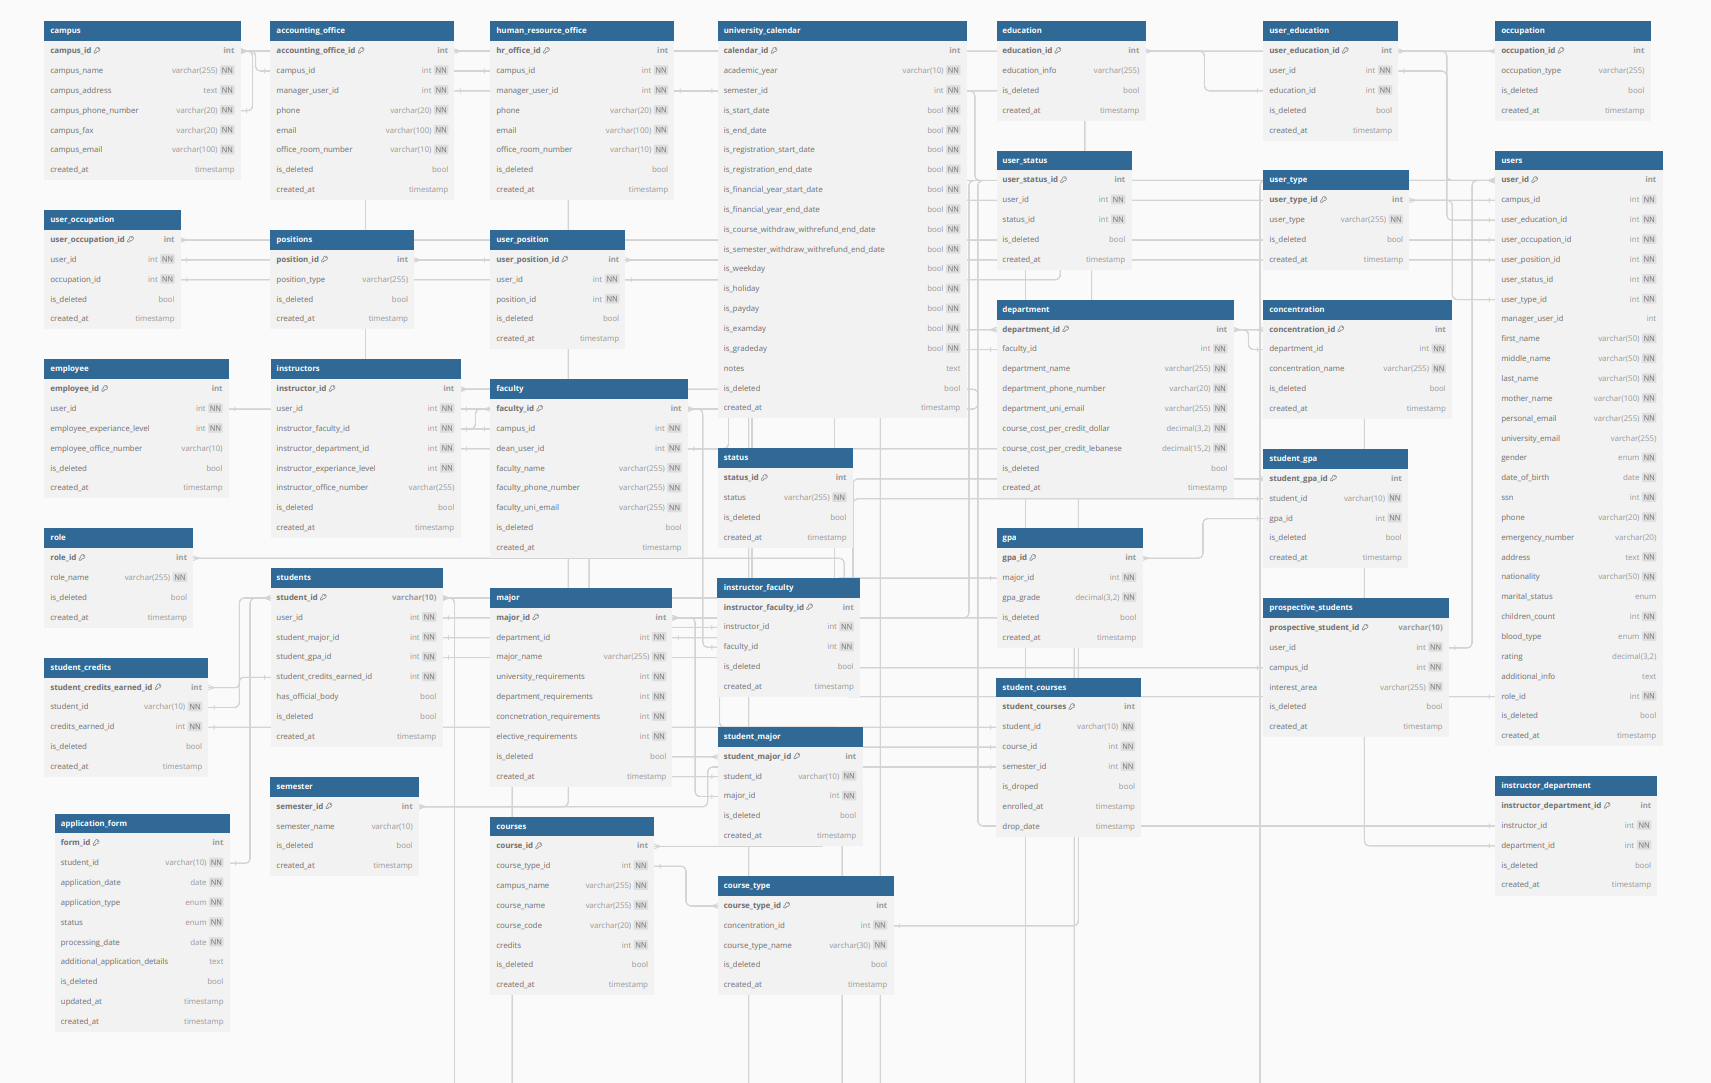 campus
campus_id int
campus_name varchar(255) NN
campus_address text NN
campus_phone_number varchar(20) NN
campus_fax varchar(20) NN
campus_email varchar(100) NN
created_at timestamp
accounting_office
accounting_office_id int
campus_id int NN
manager_user_id int NN
phone varchar(20) NN
email varchar(100) NN
office_room_number varchar(10) NN
is_deleted bool
created_at timestamp
human_resource_office
hr_office_id int
campus_id int NN
manager_user_id int NN
phone varchar(20) NN
email varchar(100) NN
office_room_number varchar(10) NN
is_deleted bool
created_at timestamp
university_calendar
calendar_id int
academic_year varchar(10) NN
semester_id int NN
is_start_date bool NN
is_end_date bool NN
is_registration_start_date bool NN
is_registration_end_date bool NN
is_financial_year_start_date bool NN
is_financial_year_end_date bool NN
is_course_withdraw_withrefund_end_date bool NN
is_semester_withdraw_withrefund_end_date bool NN
is_weekday bool NN
is_holiday bool NN
is_payday bool NN
is_examday bool NN
is_gradeday bool NN
notes text
is_deleted bool
created_at timestamp
education
education_id int
education_info varchar(255)
is_deleted bool
created_at timestamp
user_education
user_education_id int
user_id int NN
education_id int NN
is_deleted bool
created_at timestamp
occupation
occupation_id int
occupation_type varchar(255)
is_deleted bool
created_at timestamp
user_status
user_status_id int
user_id int NN
status_id int NN
is_deleted bool
created_at timestamp
user_type
user_type_id int
user_type varchar(255) NN
is_deleted bool
created_at timestamp
users
user_id int
campus_id int NN
user_education_id int NN
user_occupation_id int NN
user_position_id int NN
user_status_id int NN
user_type_id int NN
manager_user_id int
first_name varchar(50) NN
middle_name varchar(50) NN
last_name varchar(50) NN
mother_name varchar(100) NN
personal_email varchar(255) NN
university_email varchar(255)
gender enum NN
date_of_birth date NN
ssn int NN
phone varchar(20) NN
emergency_number varchar(20)
address text NN
nationality varchar(50) NN
marital_status enum
children_count int NN
blood_type enum NN
rating decimal(3,2)
additional_info text
role_id int NN
is_deleted bool
created_at timestamp
user_occupation
user_occupation_id int
user_id int NN
occupation_id int NN
is_deleted bool
created_at timestamp
positions
position_id int
position_type varchar(255)
is_deleted bool
created_at timestamp
user_position
user_position_id int
user_id int NN
position_id int NN
is_deleted bool
created_at timestamp
department
department_id int
faculty_id int NN
department_name varchar(255) NN
department_phone_number varchar(20) NN
department_uni_email varchar(255) NN
course_cost_per_credit_dollar decimal(3,2) NN
course_cost_per_credit_lebanese decimal(15,2) NN
is_deleted bool
created_at timestamp
concentration
concentration_id int
department_id int NN
concentration_name varchar(255) NN
is_deleted bool
created_at timestamp
employee
employee_id int
user_id int NN
employee_experiance_level int NN
employee_office_number varchar(10)
is_deleted bool
created_at timestamp
instructors
instructor_id int
user_id int NN
instructor_faculty_id int NN
instructor_department_id int NN
instructor_experiance_level int NN
instructor_office_number varchar(255)
is_deleted bool
created_at timestamp
faculty
faculty_id int
campus_id int NN
dean_user_id int NN
faculty_name varchar(255) NN
faculty_phone_number varchar(255) NN
faculty_uni_email varchar(255) NN
is_deleted bool
created_at timestamp
status
status_id int
status varchar(255) NN
is_deleted bool
created_at timestamp
student_gpa
student_gpa_id int
student_id varchar(10) NN
gpa_id int NN
is_deleted bool
created_at timestamp
role
role_id int
role_name varchar(255) NN
is_deleted bool
created_at timestamp
students
student_id varchar(10)
user_id int NN
student_major_id int NN
student_gpa_id int NN
student_credits_earned_id int NN
has_official_body bool
is_deleted bool
created_at timestamp
major
major_id int
department_id int NN
major_name varchar(255) NN
university_requirements int NN
department_requirements int NN
concnetration_requirements int NN
elective_requirements int NN
is_deleted bool
created_at timestamp
instructor_faculty
instructor_faculty_id int
instructor_id int NN
faculty_id int NN
is_deleted bool
created_at timestamp
gpa
gpa_id int
major_id int NN
gpa_grade decimal(3,2) NN
is_deleted bool
created_at timestamp
prospective_students
prospective_student_id varchar(10)
user_id int NN
campus_id int NN
interest_area varchar(255) NN
is_deleted bool
created_at timestamp
student_credits
student_credits_earned_id int
student_id varchar(10) NN
credits_earned_id int NN
is_deleted bool
created_at timestamp
student_courses
student_courses int
student_id varchar(10) NN
course_id int NN
semester_id int NN
is_droped bool
enrolled_at timestamp
drop_date timestamp
student_major
student_major_id int
student_id varchar(10) NN
major_id int NN
is_deleted bool
created_at timestamp
semester
semester_id int
semester_name varchar(10)
is_deleted bool
created_at timestamp
instructor_department
instructor_department_id int
instructor_id int NN
department_id int NN
is_deleted bool
created_at timestamp
application_form
form_id int
student_id varchar(10) NN
application_date date NN
application_type enum NN
status enum NN
processing_date date NN
additional_application_details text
is_deleted bool
updated_at timestamp
created_at timestamp
courses
course_id int
course_type_id int NN
campus_name varchar(255) NN
course_name varchar(255) NN
course_code varchar(20) NN
credits int NN
is_deleted bool
created_at timestamp
course_type
course_type_id int
concentration_id int NN
course_type_name varchar(30) NN
is_deleted bool
created_at timestamp